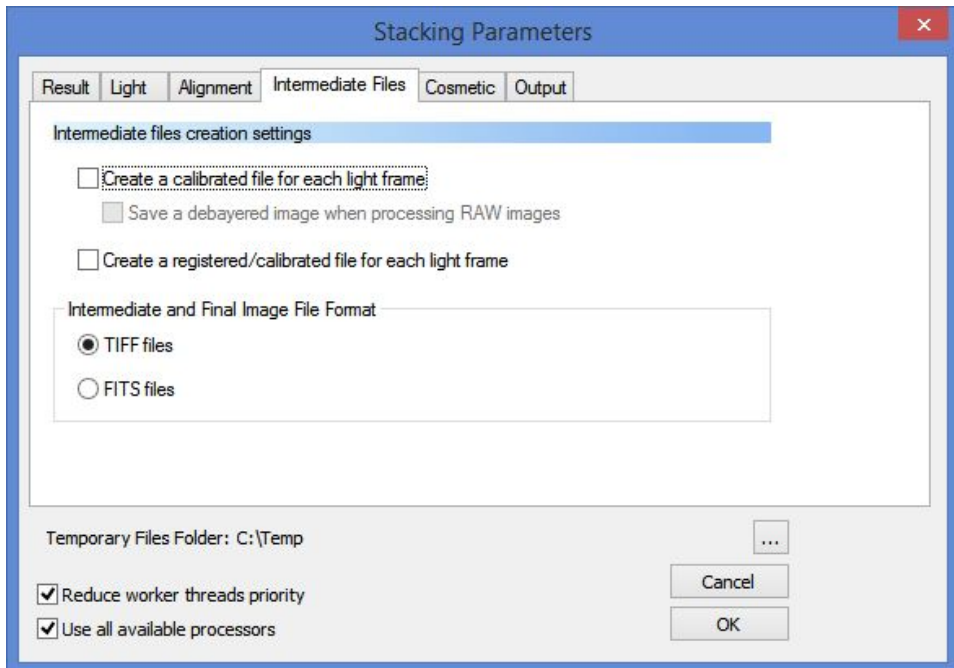 Stacking Parameters
Result Light Alignment Intermediate Files Cosmetic Output
Intermediate files creation settings
Create a calibrated file for each light frame
Save a debayered image when processing RAW images
Create a registered/calibrated file for each light frame
Intermediate and Final Image File Format
TIFF files
FITS files
Temporary Files Folder: C:\Temp
...
Cancel
Reduce worker threads priority
OK
Use all available processors